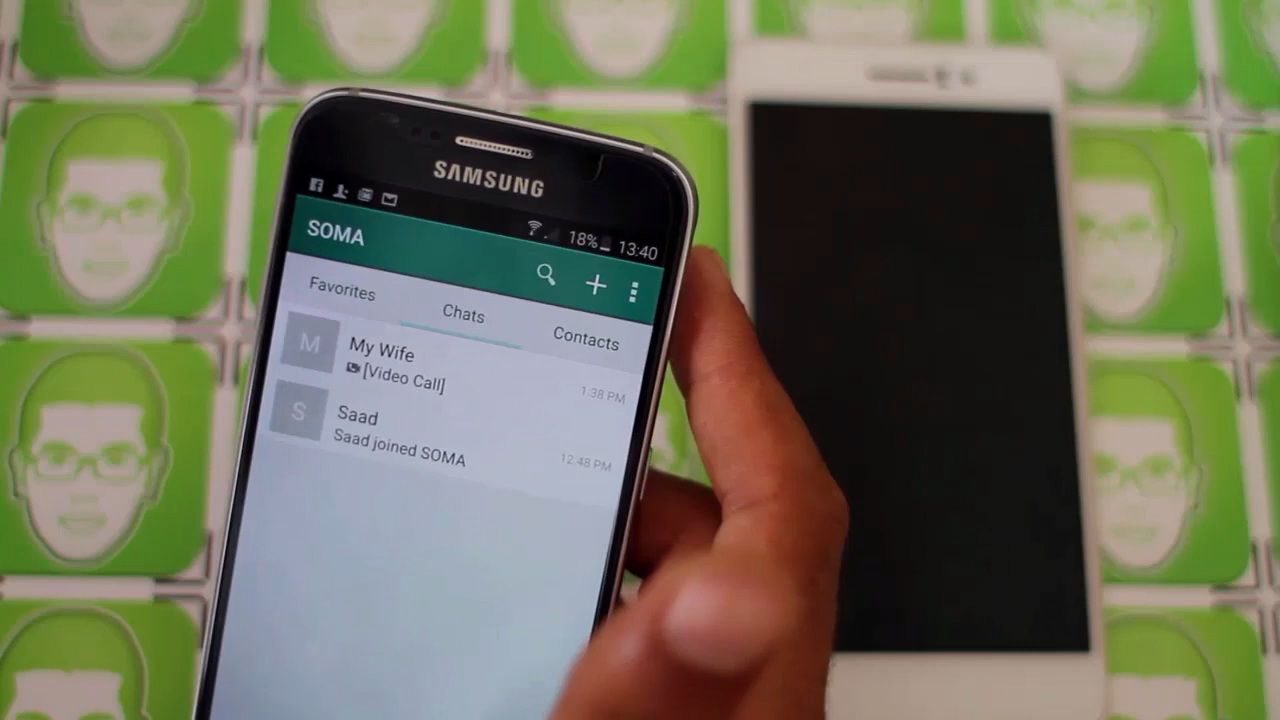 SAMSUNG
18% 13:40
SOMA
Favorites Chats Contacts
M
My Wife
[Video Call]
1:38 PM
S
Saad
Saad joined SOMA
12:48 PM